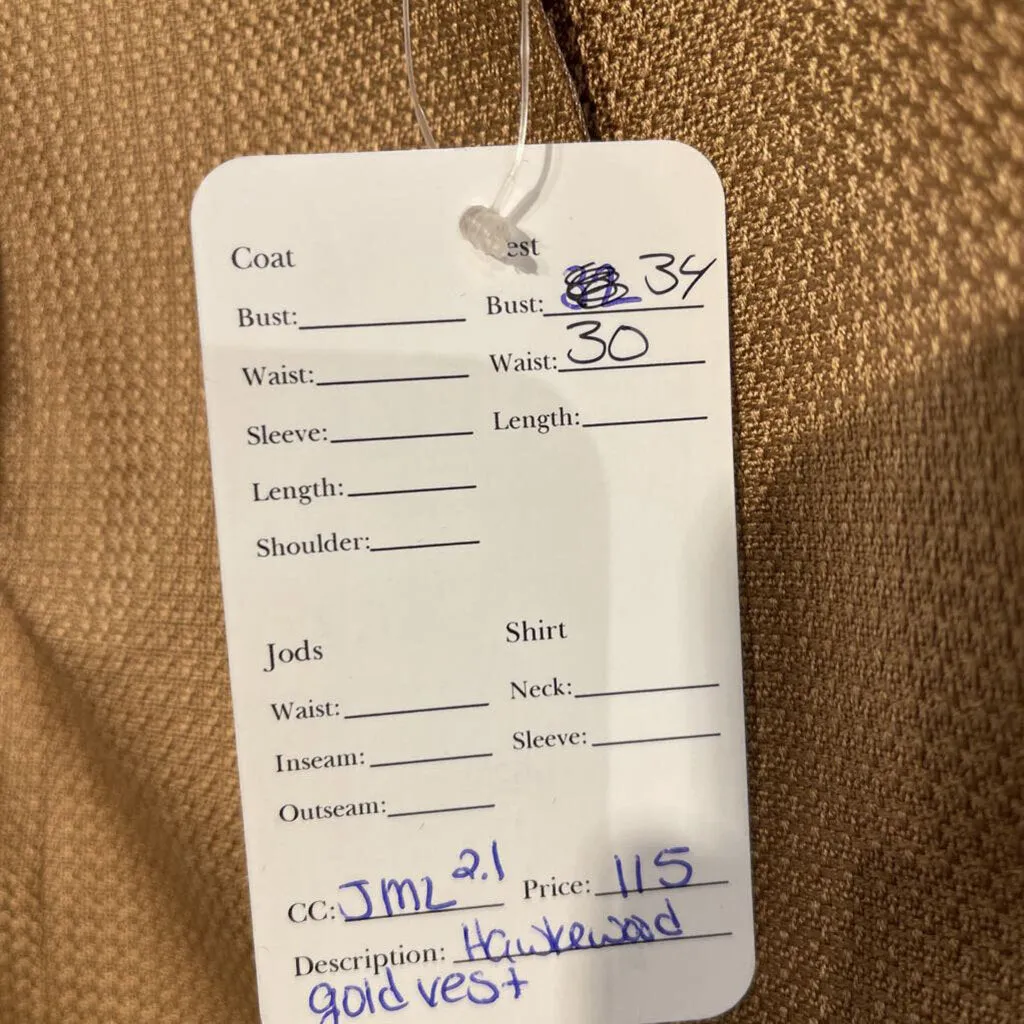 Coat
Bust:
Waist:
Sleeve:
Length:
Shoulder:
est
Bust: 34
Waist: 30
Length:
Jods
Waist:
Inseam:
Outseam:
Shirt
Neck:
Sleeve:
CC: JML 2.1 Price: 115
Description: Hawkewood
gold vest